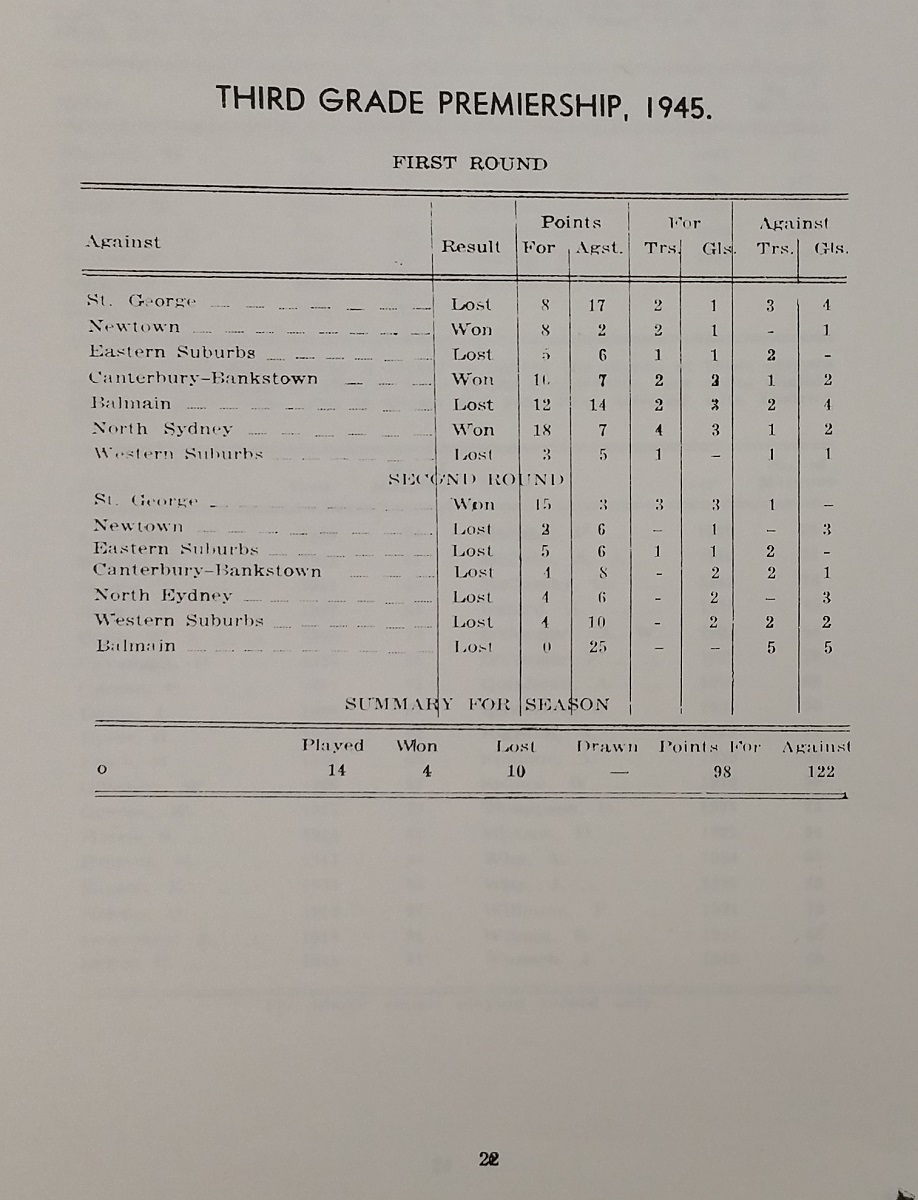 THIRD GRADE PREMIERSHIP, 1945.
FIRST ROUND
Points For Against
Against Result For Agst. Trs. Gls. Trs. Gls.
St. George Lost 8 17 2 1 3 4
Newtown Won 8 2 2 1 - 1
Eastern Suburbs Lost 5 6 1 1 2 -
Canterbury-Bankstown Won 10 7 2 2 1 2
Balmain Lost 12 14 2 3 2 4
North Sydney Won 18 7 4 3 1 2
Western Suburbs Lost 3 5 1 – 1 1
SECOND ROUND
St. George Won 15 3 3 3 1 –
Newtown Lost 2 6 – 1 – 3
Eastern Suburbs Lost 5 6 1 1 2 -
Canterbury-Bankstown Lost 4 8 - 2 2 1
North Eydney Lost 4 6 - 2 – 3
Western Suburbs Lost 4 10 - 2 2 2
Balmain Lost 0 25 – – 5 5
SUMMARY FOR SEASON
Played Won Lost Drawn Points For Against
o 14 4 10 — 98 122